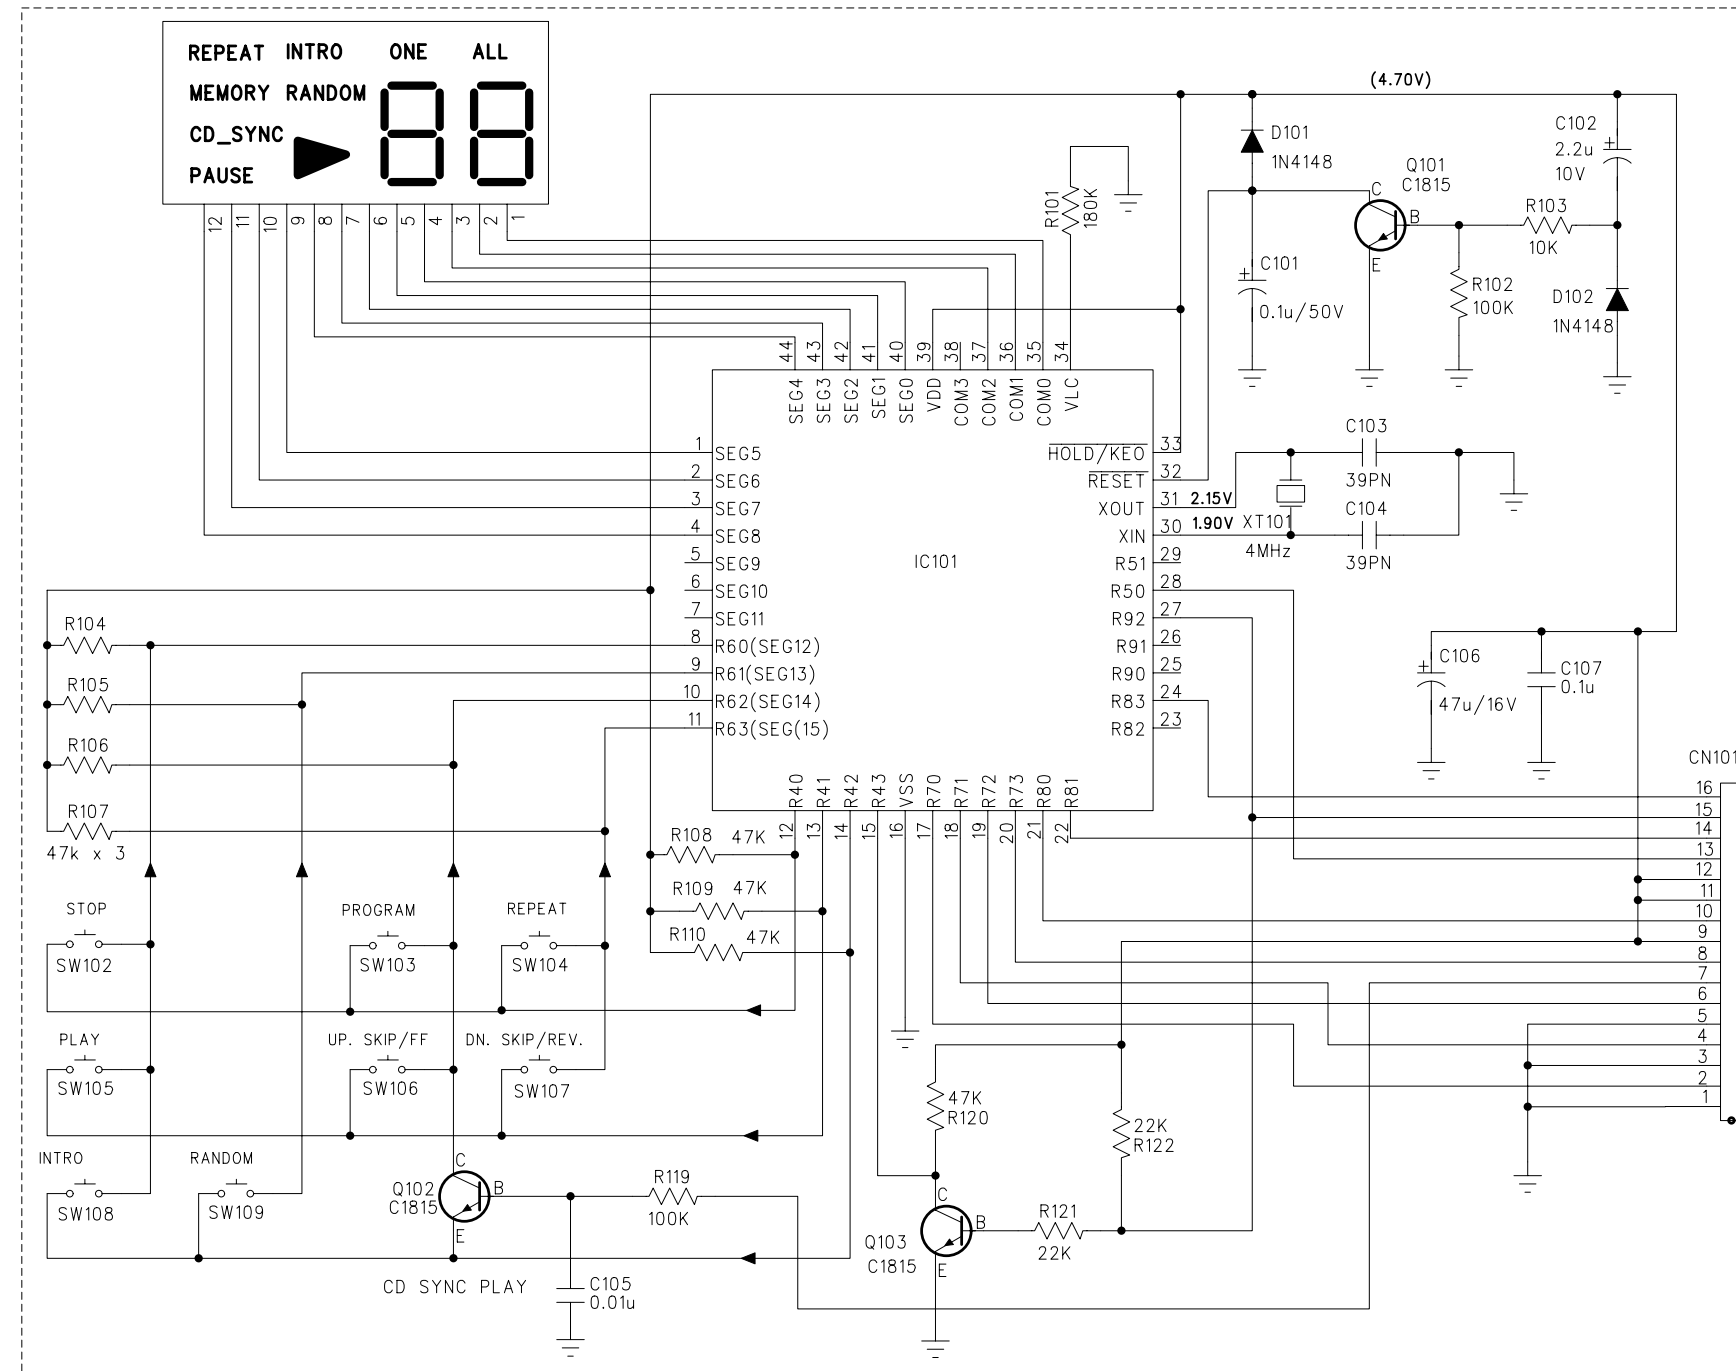 REPEAT INTRO ONE ALL
MEMORY RANDOM
CD_SYNC
PAUSE
88
12 11 10 9 8 7 6 5 4 3 2 1
(4.70V)
D101
1N4148
Q101
C1815
C
B
E
C102
2.2u
10V
+
R103
10K
R101
180K
C101
+
0.1u/50V
R102
100K
D102
1N4148
44 43 42 41 40 39 38 37 36 35 34
SEG4 SEG3 SEG2 SEG1 SEG0 VDD COM3 COM2 COM1 COM0 VLC
1 SEG5
2 SEG6
3 SEG7
4 SEG8
5 SEG9
6 SEG10
7 SEG11
8 R60(SEG12)
9 R61(SEG13)
10 R62(SEG14)
11 R63(SEG(15)
IC101
HOLD/KEO 33
RESET 32
XOUT 31 2.15V
XIN 30 1.90V
R51 29
R50 28
R92 27
R91 26
R90 25
R83 24
R82 23
C103
39PN
C104
39PN
XT101
4MHz
R40 R41 R42 R43 VSS R70 R71 R72 R73 R80 R81
12 13 14 15 16 17 18 19 20 21 22
R104
R105
R106
R107
47k x 3
C106
+
47u/16V
C107
0.1u
CN101
16
15
14
13
12
11
10
9
8
7
6
5
4
3
2
1
R108 47K
R109 47K
R110 47K
STOP
SW102
PROGRAM
SW103
REPEAT
SW104
PLAY
SW105
UP. SKIP/FF
SW106
DN. SKIP/REV.
SW107
INTRO
SW108
RANDOM
SW109
C
Q102
C1815
B
E
R119
100K
CD SYNC PLAY
C105
0.01u
47K
R120
22K
R122
C
Q103
C1815
B
E
R121
22K